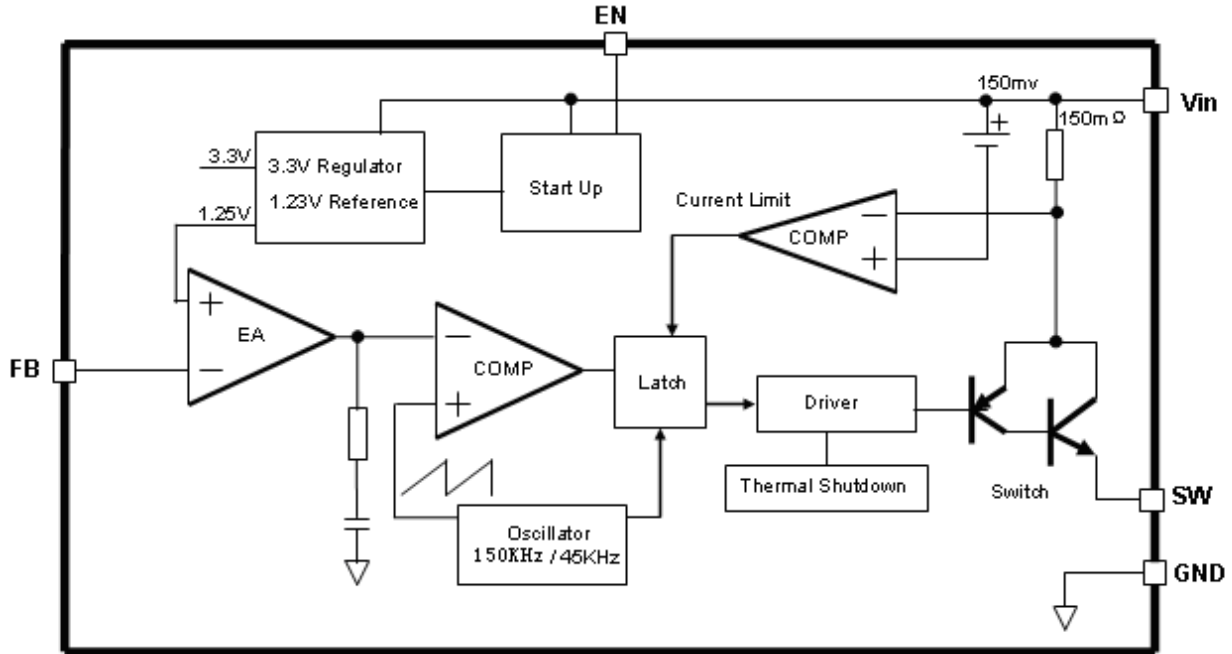 EN
150mv
Vin
150mΩ
+
3.3V
3.3V Regulator
1.23V Reference
1.25V
Start Up
Current Limit
COMP
−
+
+
EA
−
FB
−
COMP
+
Latch
Driver
Thermal Shutdown
Switch
SW
Oscillator
150KHz / 45KHz
GND